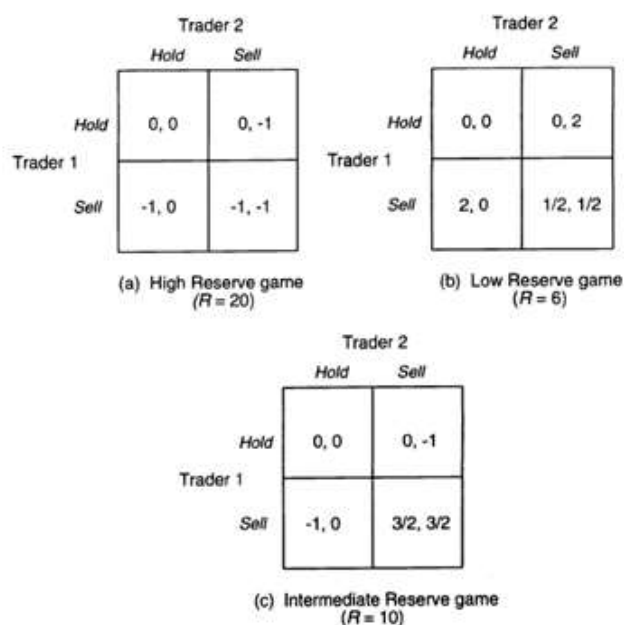 Trader 2
Hold Sell
Hold 0, 0 0, -1
Trader 1
Sell -1, 0 -1, -1
(a) High Reserve game
(R = 20)
Trader 2
Hold Sell
Hold 0, 0 0, 2
Trader 1
Sell 2, 0 1/2, 1/2
(b) Low Reserve game
(R = 6)
Trader 2
Hold Sell
Hold 0, 0 0, -1
Trader 1
Sell -1, 0 3/2, 3/2
(c) Intermediate Reserve game
(R = 10)